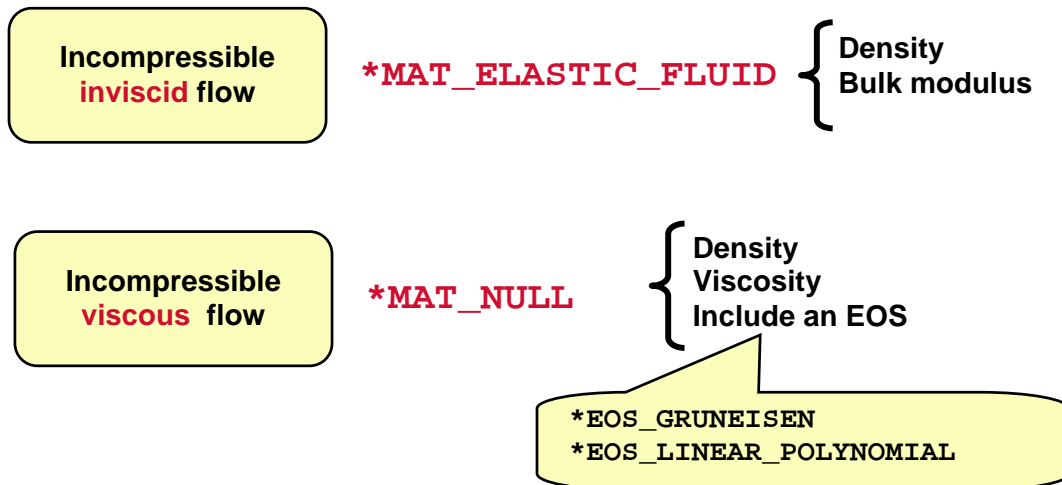 Incompressible
inviscid flow
*MAT_ELASTIC_FLUID
Density
Bulk modulus
Incompressible
viscous flow
*MAT_NULL
Density
Viscosity
Include an EOS
*EOS_GRUNEISEN
*EOS_LINEAR_POLYNOMIAL